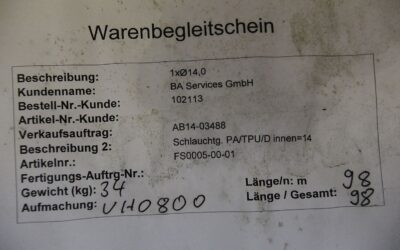 Warenbegleitschein
Beschreibung: 1xØ14,0
Kundenname: BA Services GmbH
Bestell-Nr.-Kunde: 102113
Artikel-Nr.-Kunde:
Verkaufsauftrag: AB14-03488
Beschreibung 2: Schlauchtg. PA/TPU/D innen=14
Artikelnr.: FS0005-00-01
Fertigungs-Auftrg-Nr.:
Gewicht (kg): 34 Länge/n: m 98
Aufmachung: VH0800 Länge / Gesamt: 98